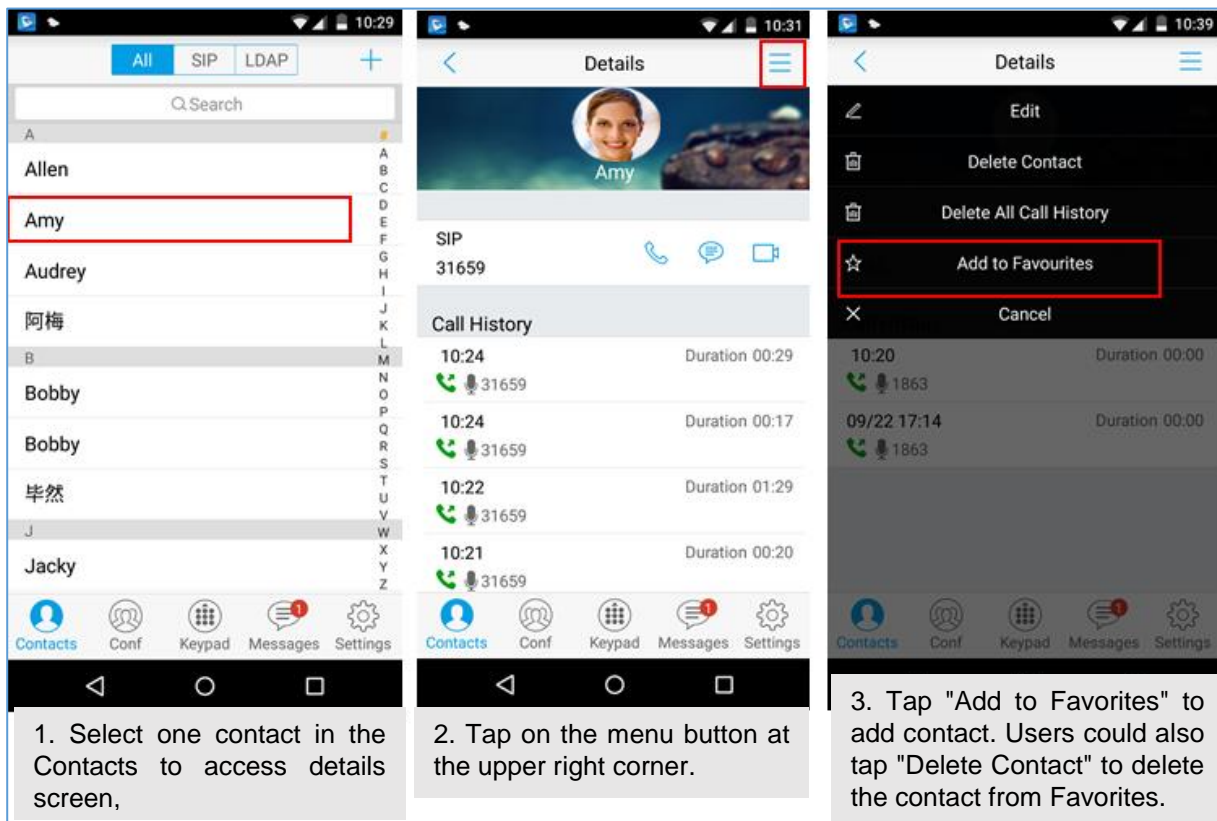 10:29
All SIP LDAP +
Search
A
Allen
Amy
Audrey
阿梅
B
Bobby
Bobby
毕然
J
Jacky
#
A
B
C
D
E
F
G
H
I
J
K
L
M
N
O
P
Q
R
S
T
U
V
W
X
Y
Z
1
Contacts Conf Keypad Messages Settings
1. Select one contact in the
Contacts to access details
screen,
10:31
Details
Amy
SIP
31659
Call History
10:24 Duration 00:29
31659
10:24 Duration 00:17
31659
10:22 Duration 01:29
31659
10:21 Duration 00:20
31659
1
Contacts Conf Keypad Messages Settings
2. Tap on the menu button at
the upper right corner.
10:39
Details
Edit
Delete Contact
Delete All Call History
Add to Favourites
Cancel
10:20 Duration 00:00
1863
09/22 17:14 Duration 00:00
1863
1
Contacts Conf Keypad Messages Settings
3. Tap "Add to Favorites" to
add contact. Users could also
tap "Delete Contact" to delete
the contact from Favorites.